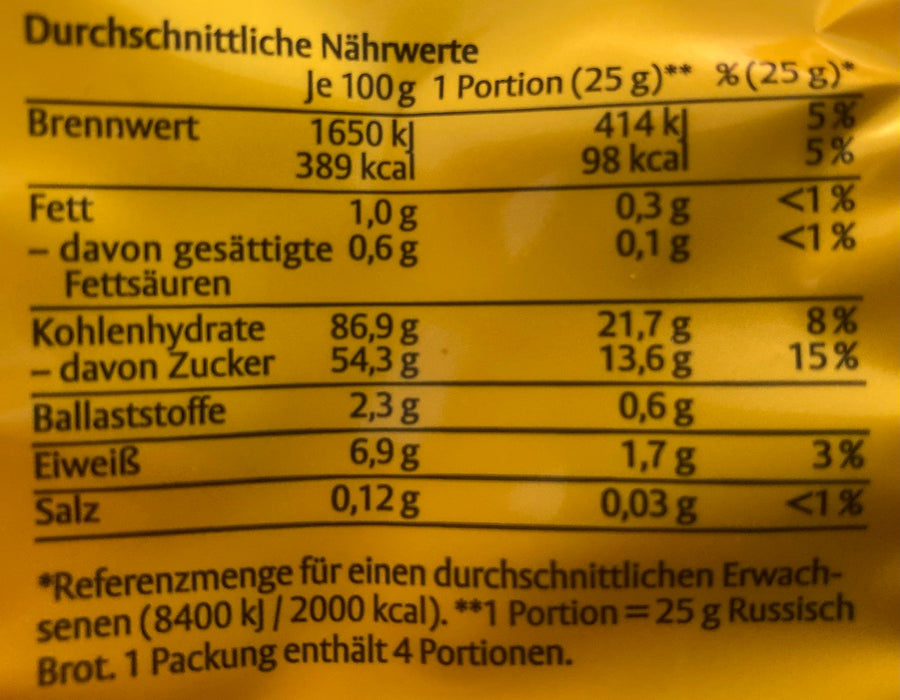 Durchschnittliche Nährwerte
Je 100g 1 Portion (25 g)** %(25 g)*
Brennwert 1650 kJ 414 kJ 5%
389 kcal 98 kcal 5%
Fett 1,0 g 0,3 g <1%
– davon gesättigte 0,6 g 0,1 g <1%
Fettsäuren
Kohlenhydrate 86,9 g 21,7 g 8%
– davon Zucker 54,3 g 13,6 g 15%
Ballaststoffe 2,3 g 0,6 g
Eiweiß 6,9 g 1,7 g 3%
Salz 0,12 g 0,03 g <1%
*Referenzmenge für einen durchschnittlichen Erwach-
senen (8400 kJ / 2000 kcal). **1 Portion = 25 g Russisch
Brot. 1 Packung enthält 4 Portionen.